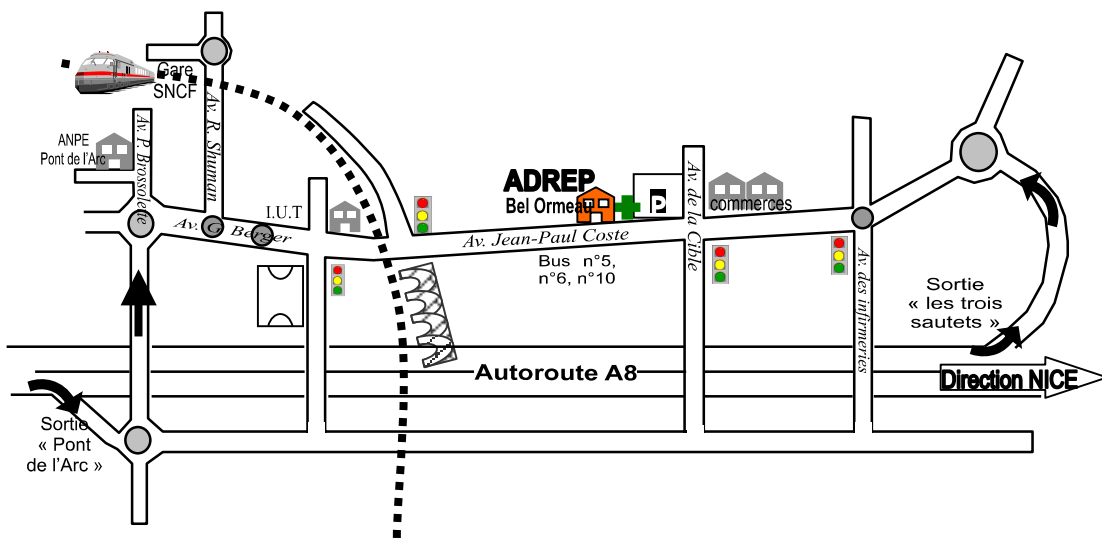 Gare
SNCF
Av. R. Shuman
Av. P. Brossolette
ANPE
Pont de l'Arc
I.U.T
Av. G. Berger
ADREP
Bel Ormeau
P
Av. de la Cible
commerces
Av. Jean-Paul Coste
Bus n°5,
n°6, n°10
Av. des infirmeries
Sortie
« les trois
sautets »
Autoroute A8
Direction NICE
Sortie
« Pont
de l'Arc »